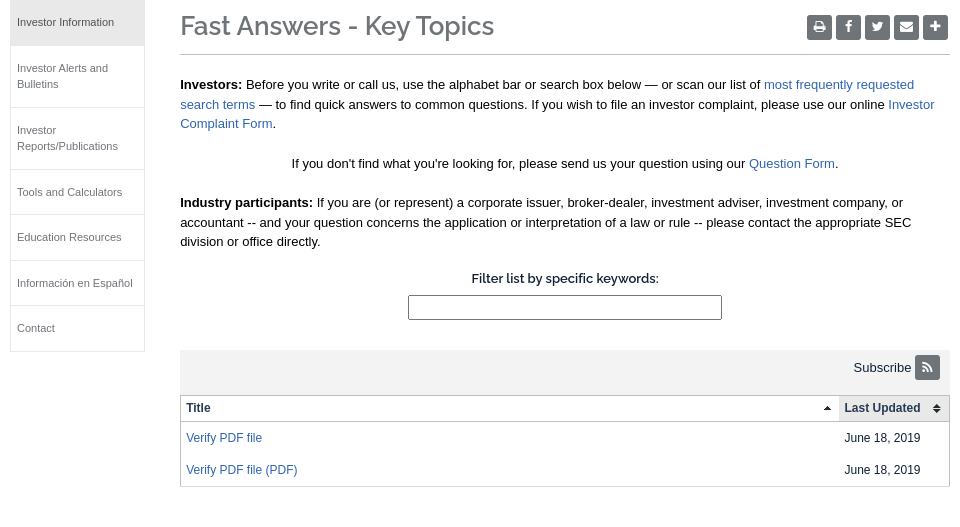 Investor Information
Investor Alerts and
Bulletins
Investor
Reports/Publications
Tools and Calculators
Education Resources
Información en Español
Contact
Fast Answers - Key Topics
Investors: Before you write or call us, use the alphabet bar or search box below — or scan our list of most frequently requested
search terms — to find quick answers to common questions. If you wish to file an investor complaint, please use our online Investor
Complaint Form.
If you don't find what you're looking for, please send us your question using our Question Form.
Industry participants: If you are (or represent) a corporate issuer, broker-dealer, investment adviser, investment company, or
accountant -- and your question concerns the application or interpretation of a law or rule -- please contact the appropriate SEC
division or office directly.
Filter list by specific keywords:
Subscribe
Title Last Updated
Verify PDF file June 18, 2019
Verify PDF file (PDF) June 18, 2019